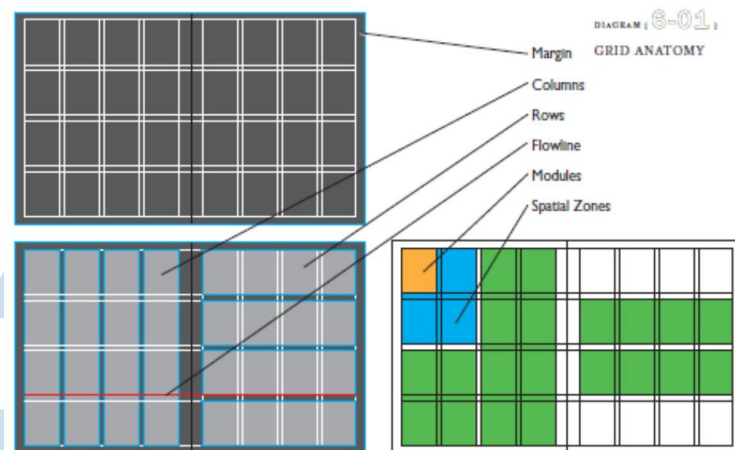 DIAGRAM [ 6-01 ]
GRID ANATOMY
Margin
Columns
Rows
Flowline
Modules
Spatial Zones